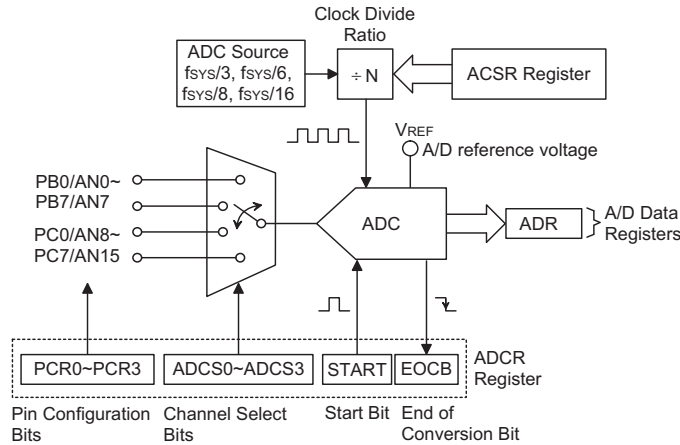 Clock Divide
Ratio
ADC Source
fSYS/3, fSYS/6,
fSYS/8, fSYS/16
÷ N
ACSR Register
VREF
A/D reference voltage
PB0/AN0~
PB7/AN7
PC0/AN8~
PC7/AN15
ADC
ADR
A/D Data
Registers
PCR0~PCR3
ADCS0~ADCS3
START
EOCB
ADCR
Register
Pin Configuration
Bits
Channel Select
Bits
Start Bit
End of
Conversion Bit